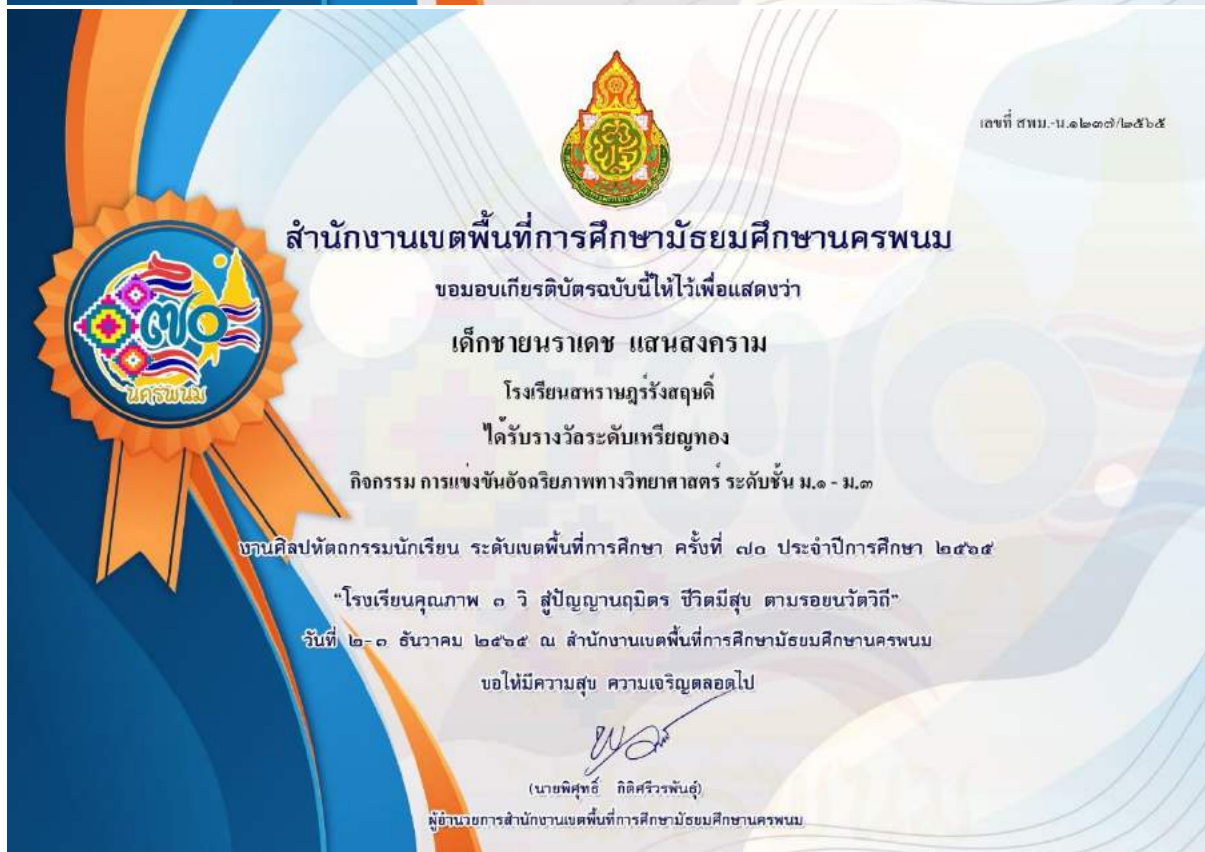 เลขที่ สพม.-น.๑๒๓๗/๒๕๖๕
สำนักงานเขตพื้นที่การศึกษามัธยมศึกษานครพนม
ขอมอบเกียรติบัตรฉบับนี้ให้ไว้เพื่อแสดงว่า
เด็กชายนราเดช แสนสงคราม
โรงเรียนสหราษฎร์รังสฤษดิ์
ได้รับรางวัลระดับเหรียญทอง
กิจกรรม การแข่งขันอัจฉริยภาพทางวิทยาศาสตร์ ระดับชั้น ม.๑ - ม.๓
งานศิลปหัตถกรรมนักเรียน ระดับเขตพื้นที่การศึกษา ครั้งที่ ๗๐ ประจำปีการศึกษา ๒๕๖๕
"โรงเรียนคุณภาพ ๓ วิ สู่ปัญญานฤมิตร ชีวิตมีสุข ตามรอยนวัตวิถี"
วันที่ ๒-๓ ธันวาคม ๒๕๖๕ ณ สำนักงานเขตพื้นที่การศึกษามัธยมศึกษานครพนม
ขอให้มีความสุข ความเจริญตลอดไป
(นายพิศุทธิ์ กิติศรีวรพันธุ์)
ผู้อำนวยการสำนักงานเขตพื้นที่การศึกษามัธยมศึกษานครพนม
๗๐
นครพนม